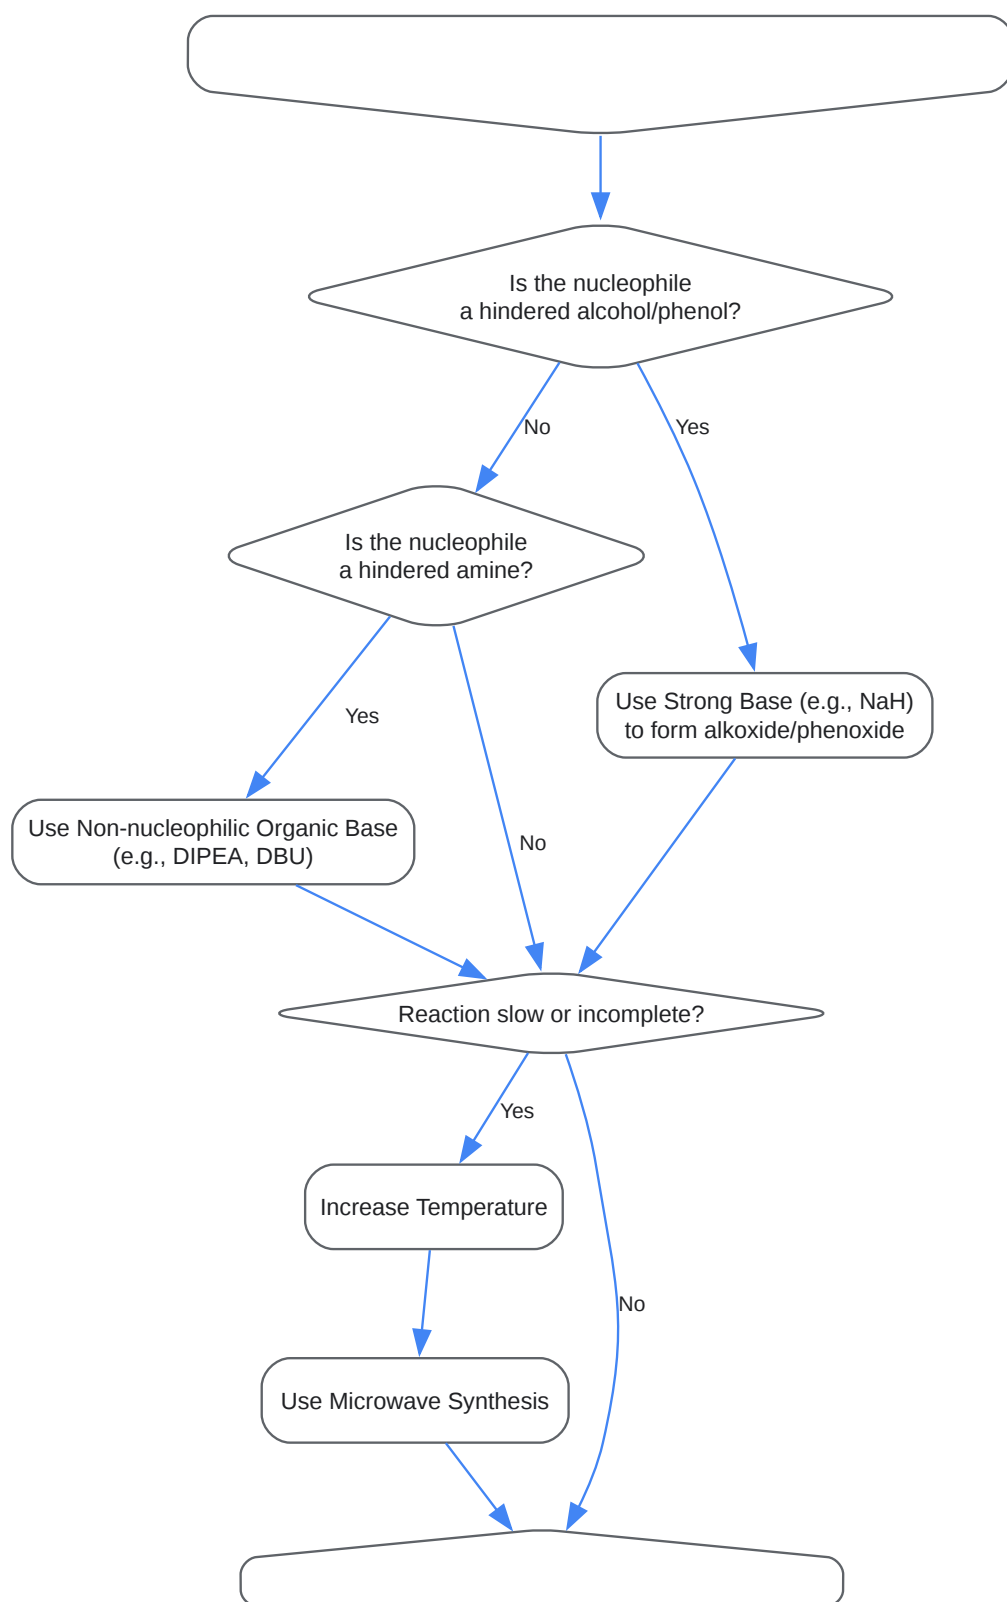 Is the nucleophile
a hindered alcohol/phenol?
No
Yes
Is the nucleophile
a hindered amine?
Use Strong Base (e.g., NaH)
to form alkoxide/phenoxide
Yes
Use Non-nucleophilic Organic Base
(e.g., DIPEA, DBU)
No
Reaction slow or incomplete?
Yes
Increase Temperature
No
Use Microwave Synthesis